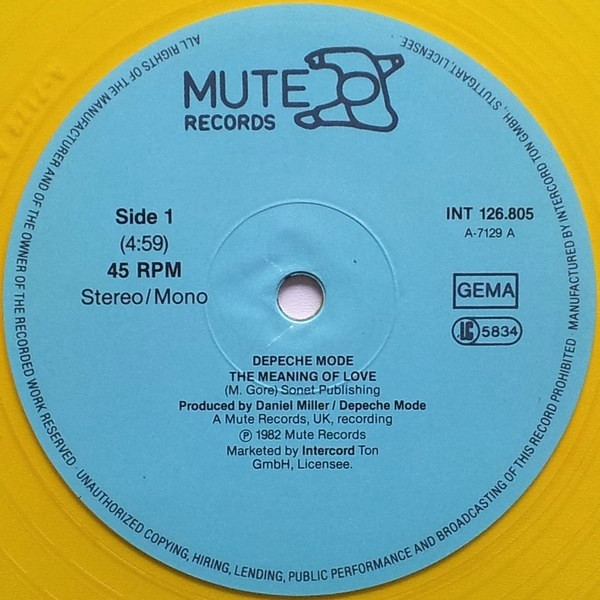 MUTE
RECORDS
Side 1
(4:59)
45 RPM
Stereo/Mono
INT 126.805
A-7129 A
GEMA
LC 5834
DEPECHE MODE
THE MEANING OF LOVE
(M. Gore) Sonet Publishing
Produced by Daniel Miller / Depeche Mode
A Mute Records, UK, recording
℗ 1982 Mute Records
Marketed by Intercord Ton
GmbH, Licensee.
ALL RIGHTS OF THE MANUFACTURER AND OF THE OWNER OF THE RECORDED WORK RESERVED · UNAUTHORIZED COPYING, HIRING, LENDING, PUBLIC PERFORMANCE AND BROADCASTING OF THIS RECORD PROHIBITED · MANUFACTURED BY INTERCORD TON GMBH., STUTTGART, LICENSEE.